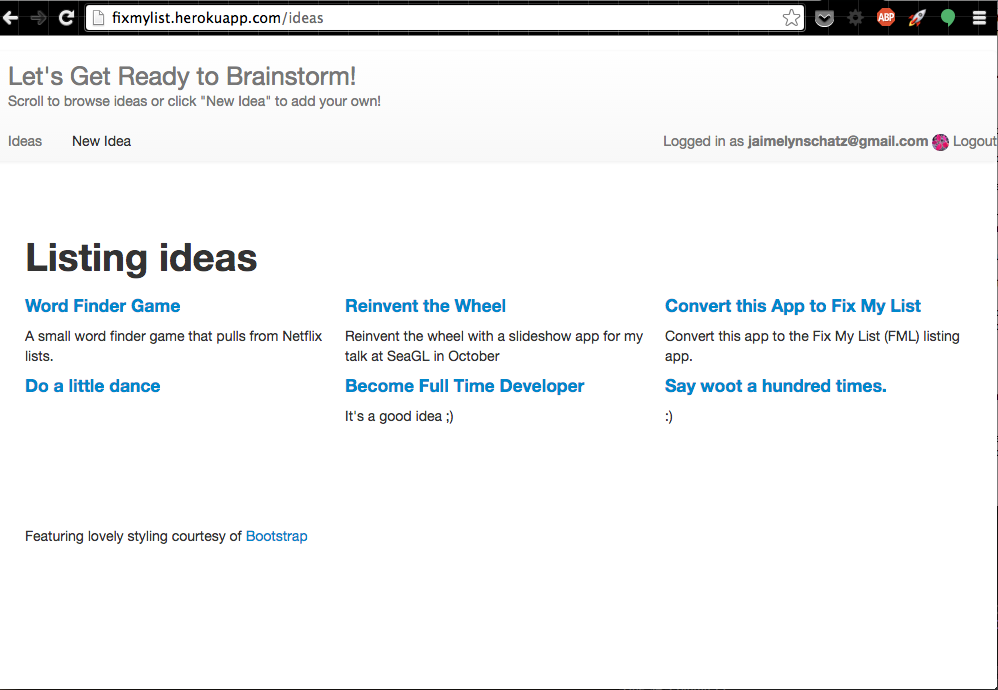 fixmylist.herokuapp.com/ideas
ABP
Let's Get Ready to Brainstorm!
Scroll to browse ideas or click "New Idea" to add your own!
Ideas New Idea Logged in as jaimelynschatz@gmail.com Logout
Listing ideas
Word Finder Game
A small word finder game that pulls from Netflix
lists.
Reinvent the Wheel
Reinvent the wheel with a slideshow app for my
talk at SeaGL in October
Convert this App to Fix My List
Convert this app to the Fix My List (FML) listing
app.
Do a little dance
Become Full Time Developer
It's a good idea ;)
Say woot a hundred times.
:)
Featuring lovely styling courtesy of Bootstrap